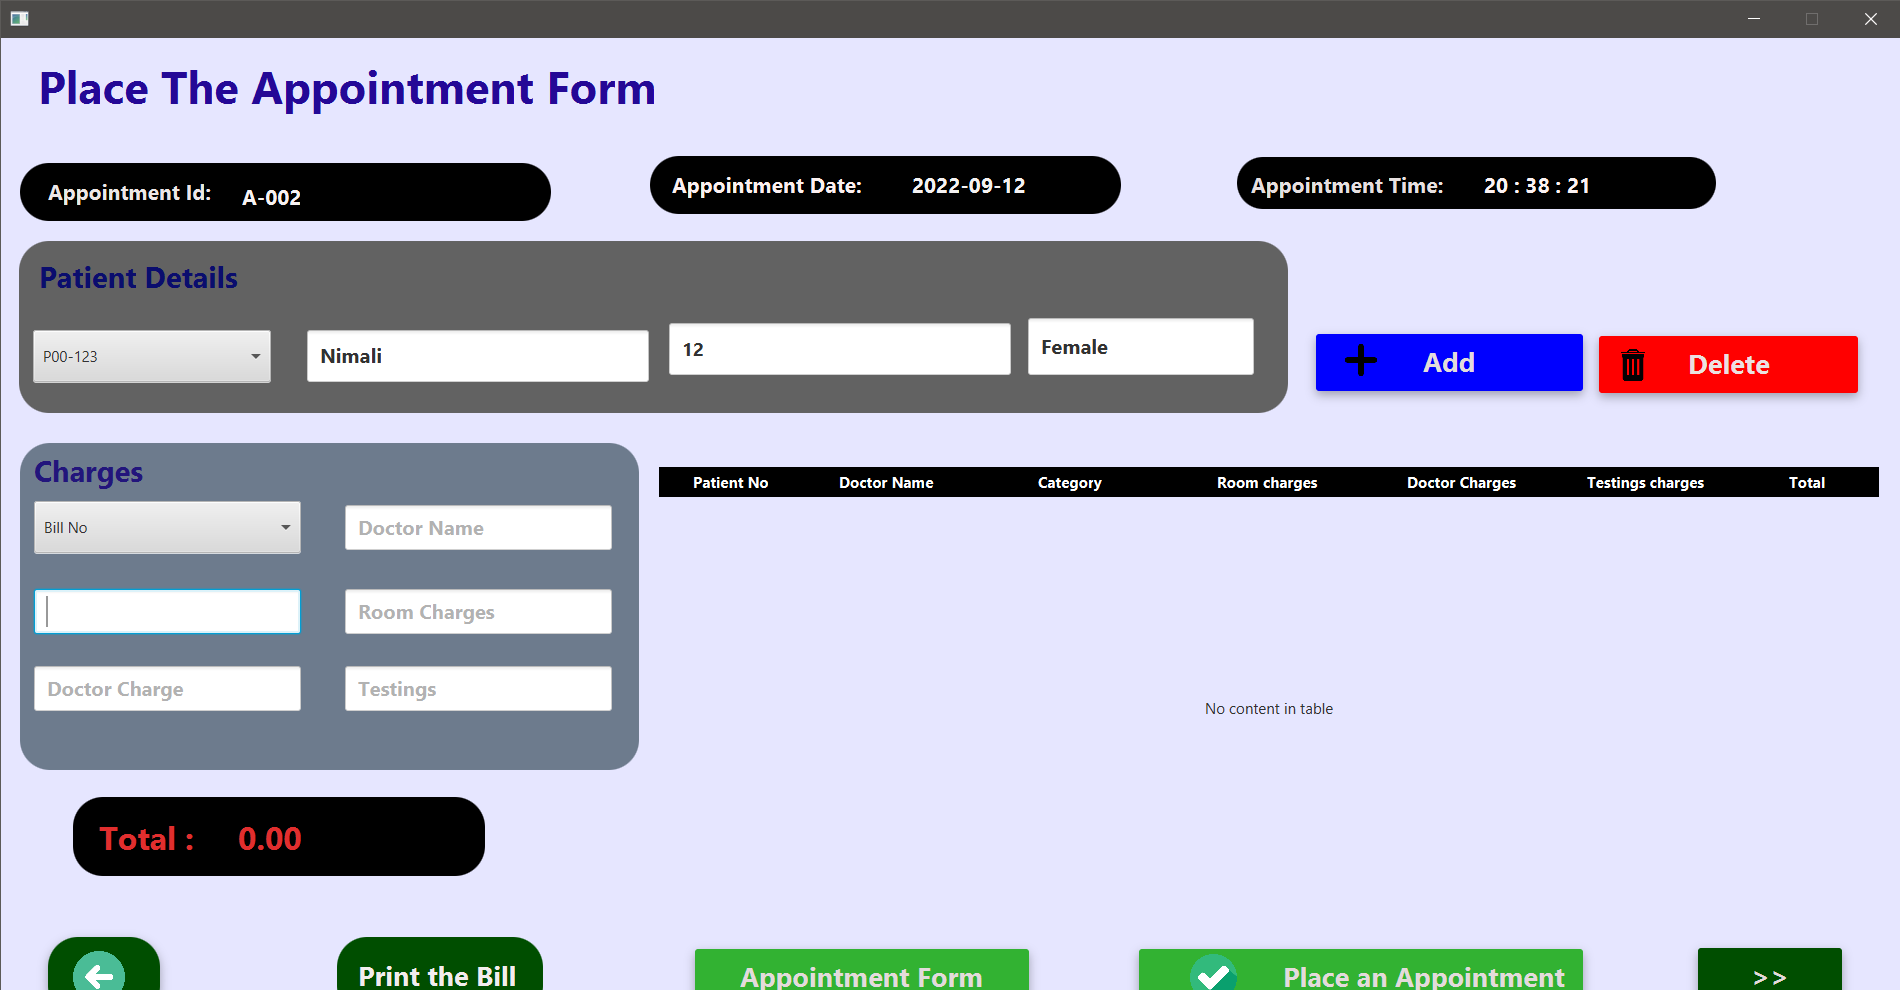 Place The Appointment Form
Appointment Id: A-002
Appointment Date: 2022-09-12
Appointment Time: 20 : 38 : 21
Patient Details
P00-123
Nimali
12
Female
Add
Delete
Charges
Bill No
Doctor Name
Room Charges
Doctor Charge
Testings
Patient No Doctor Name Category Room charges Doctor Charges Testings charges Total
No content in table
Total : 0.00
Print the Bill
Appointment Form
Place an Appointment
>>